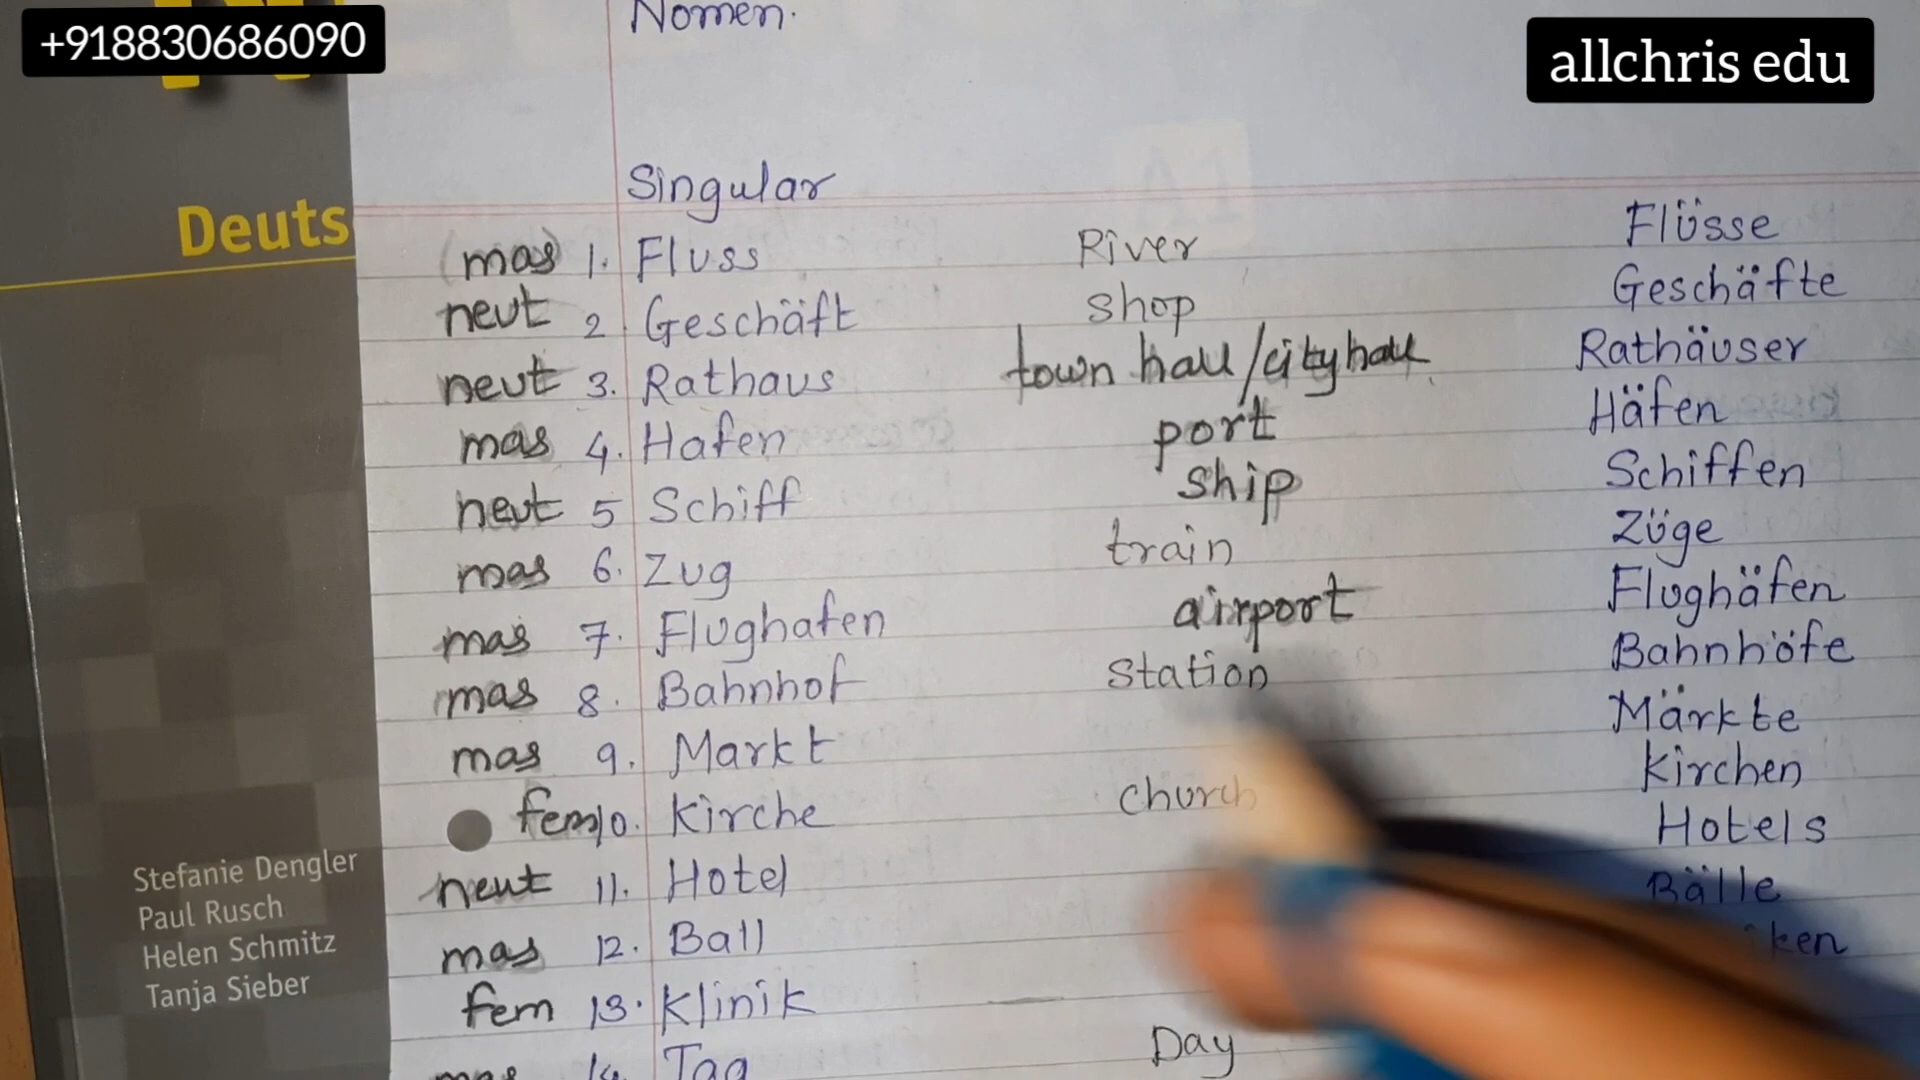 +918830686090
allchris edu
Nomen.
Deuts
Singular
(mas) 1. Fluss River Flüsse
neut 2. Geschäft shop Geschäfte
neut 3. Rathaus town hall/cityhall Rathäuser
mas 4. Hafen port Häfen
neut 5 Schiff ship Schiffen
mas 6. Zug train Züge
mas 7. Flughafen airport Flughäfen
mas 8. Bahnhof station Bahnhöfe
mas 9. Markt Märkte
fem 10. Kirche church Kirchen
neut 11. Hotel Hotels
mas 12. Ball Bälle
fem 13. Klinik ken
mas 14. Tag Day
Stefanie Dengler
Paul Rusch
Helen Schmitz
Tanja Sieber